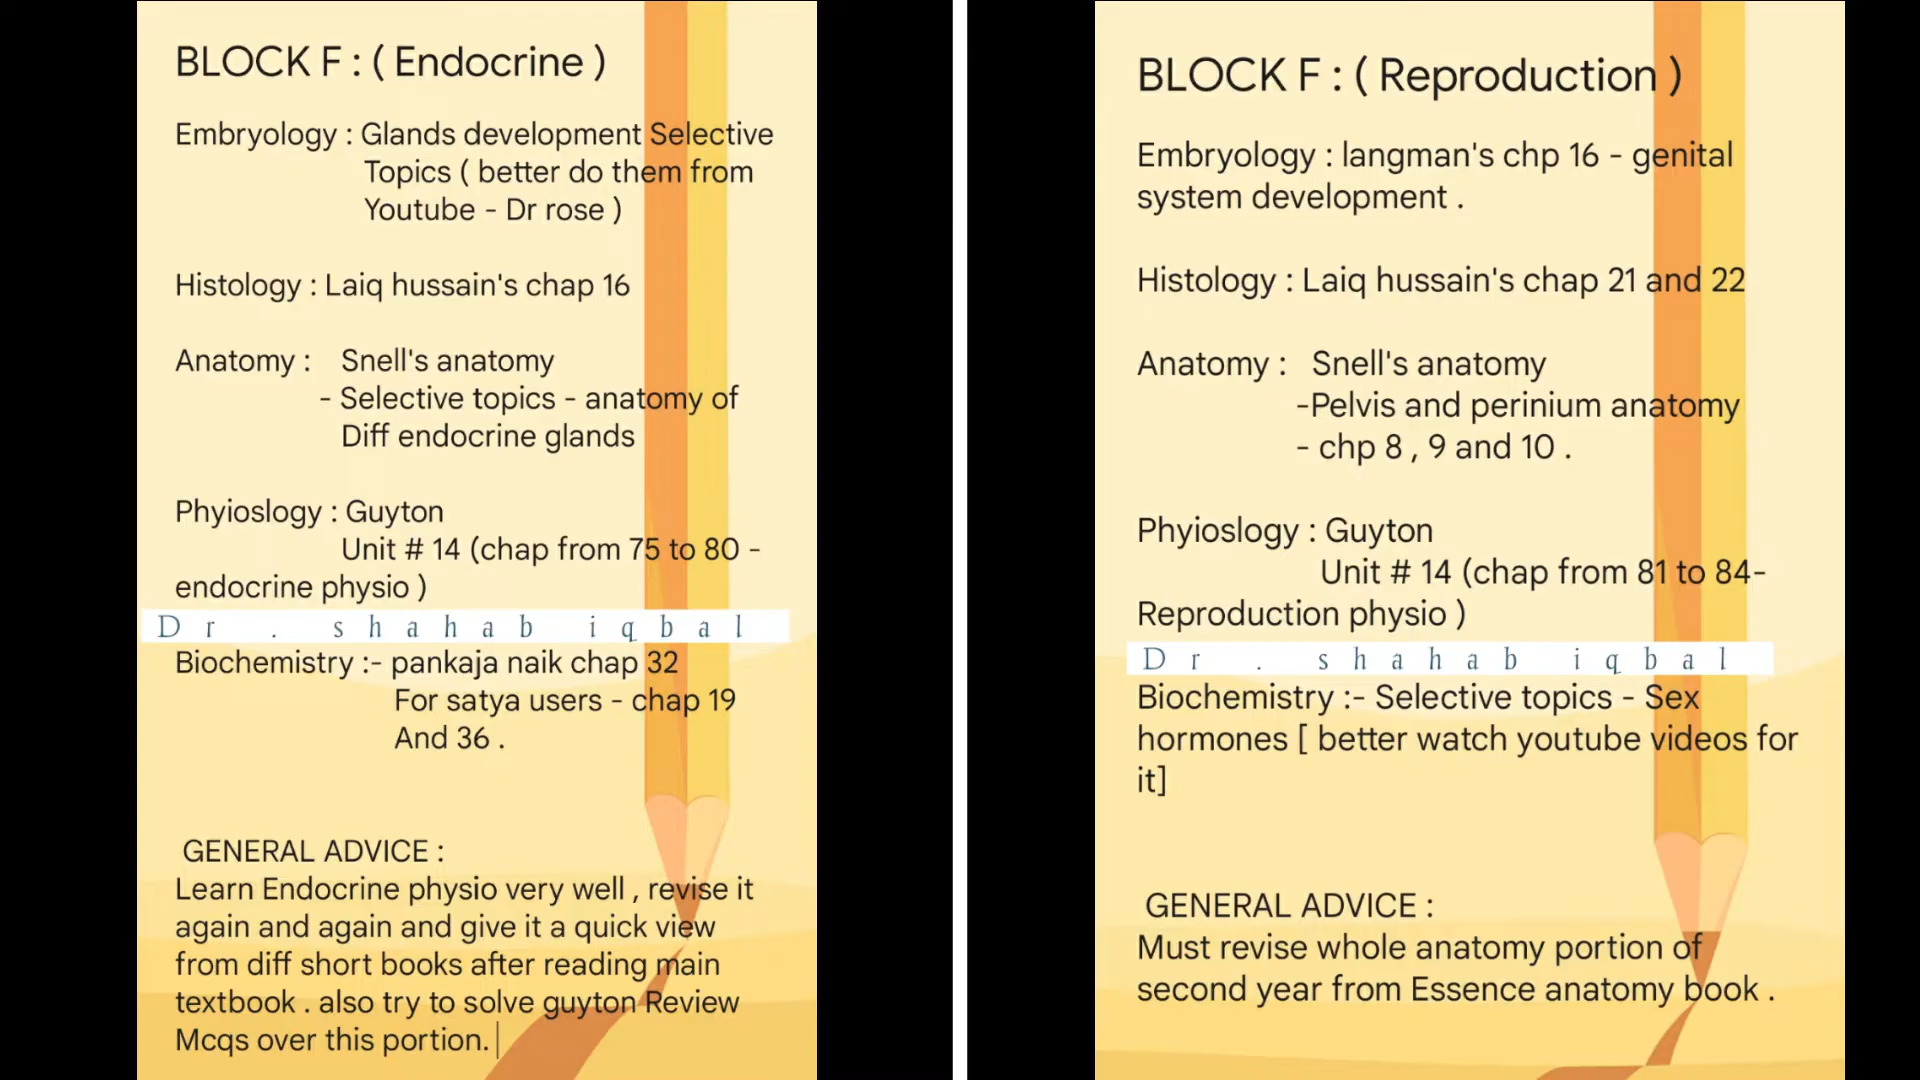 BLOCK F : ( Endocrine )
Embryology : Glands development Selective
Topics ( better do them from
Youtube - Dr rose )
Histology : Laiq hussain's chap 16
Anatomy : Snell's anatomy
- Selective topics - anatomy of
Diff endocrine glands
Phyioslogy : Guyton
Unit # 14 (chap from 75 to 80 -
endocrine physio )
Dr. shahab iqbal
Biochemistry :- pankaja naik chap 32
For satya users - chap 19
And 36 .
GENERAL ADVICE :
Learn Endocrine physio very well , revise it
again and again and give it a quick view
from diff short books after reading main
textbook . also try to solve guyton Review
Mcqs over this portion.
BLOCK F : ( Reproduction )
Embryology : langman's chp 16 - genital
system development .
Histology : Laiq hussain's chap 21 and 22
Anatomy : Snell's anatomy
-Pelvis and perinium anatomy
- chp 8 , 9 and 10 .
Phyioslogy : Guyton
Unit # 14 (chap from 81 to 84-
Reproduction physio )
Dr. shahab iqbal
Biochemistry :- Selective topics - Sex
hormones [ better watch youtube videos for
it]
GENERAL ADVICE :
Must revise whole anatomy portion of
second year from Essence anatomy book .